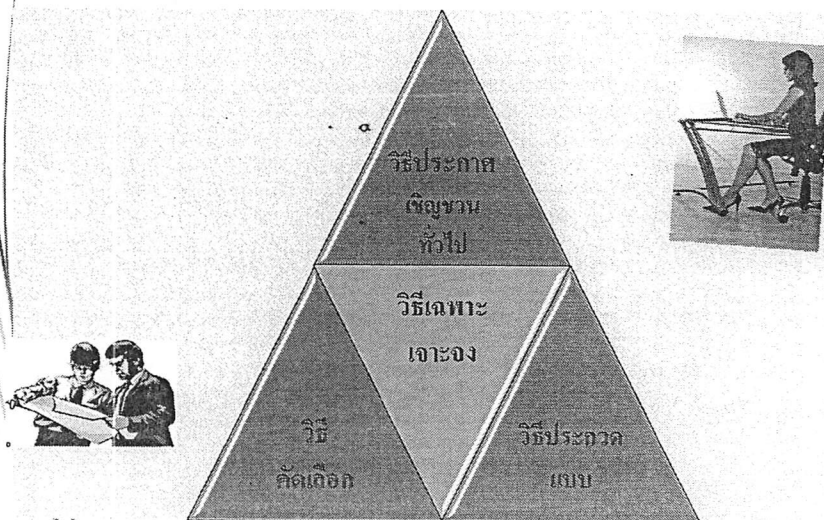 วิธีประกาศ
เชิญชวน
ทั่วไป
วิธีเฉพาะ
เจาะจง
วิธี
คัดเลือก
วิธีประกวด
แบบ